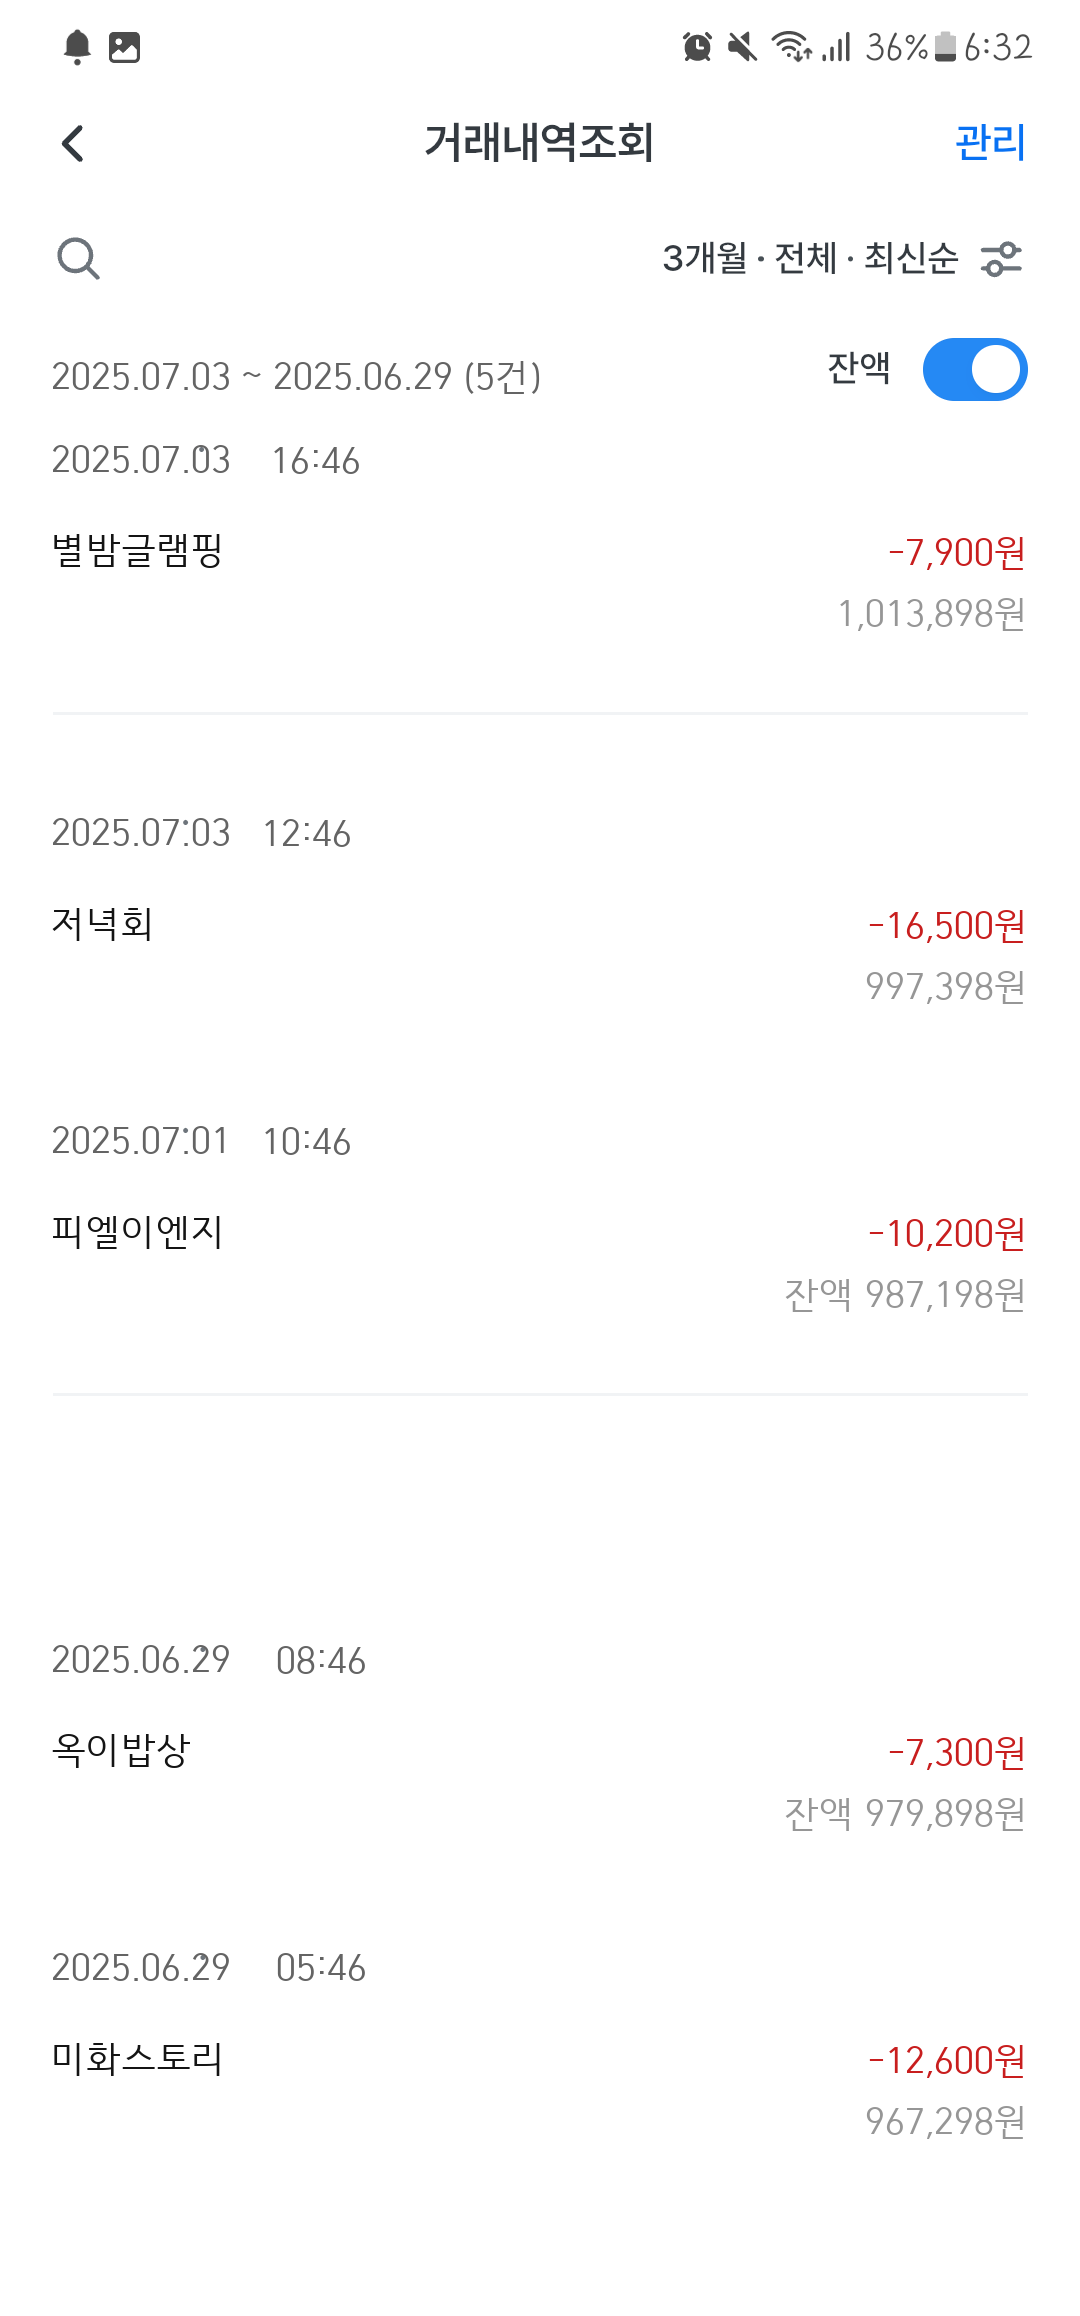 36% 6:32
거래내역조회 관리
3개월 · 전체 · 최신순
2025.07.03 ~ 2025.06.29 (5건) 잔액
2025.07.03 16:46
별밤글램핑 -7,900원
1,013,898원
2025.07.03 12:46
저녁회 -16,500원
997,398원
2025.07.01 10:46
피엘이엔지 -10,200원
잔액 987,198원
2025.06.29 08:46
옥이밥상 -7,300원
잔액 979,898원
2025.06.29 05:46
미화스토리 -12,600원
967,298원